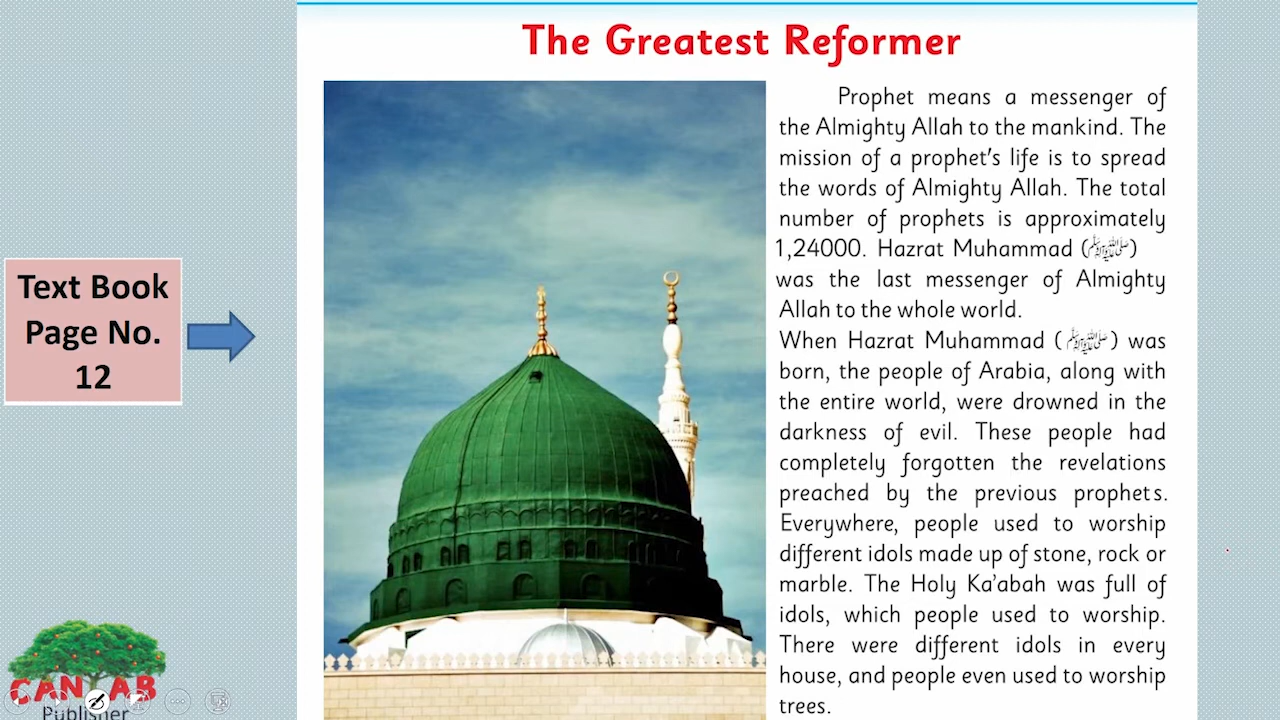 The Greatest Reformer
Text Book
Page No.
12
Prophet means a messenger of
the Almighty Allah to the mankind. The
mission of a prophet's life is to spread
the words of Almighty Allah. The total
number of prophets is approximately
1,24000. Hazrat Muhammad (ﷺ)
was the last messenger of Almighty
Allah to the whole world.
When Hazrat Muhammad (ﷺ) was
born, the people of Arabia, along with
the entire world, were drowned in the
darkness of evil. These people had
completely forgotten the revelations
preached by the previous prophets.
Everywhere, people used to worship
different idols made up of stone, rock or
marble. The Holy Ka'abah was full of
idols, which people used to worship.
There were different idols in every
house, and people even used to worship
trees.
Publisher